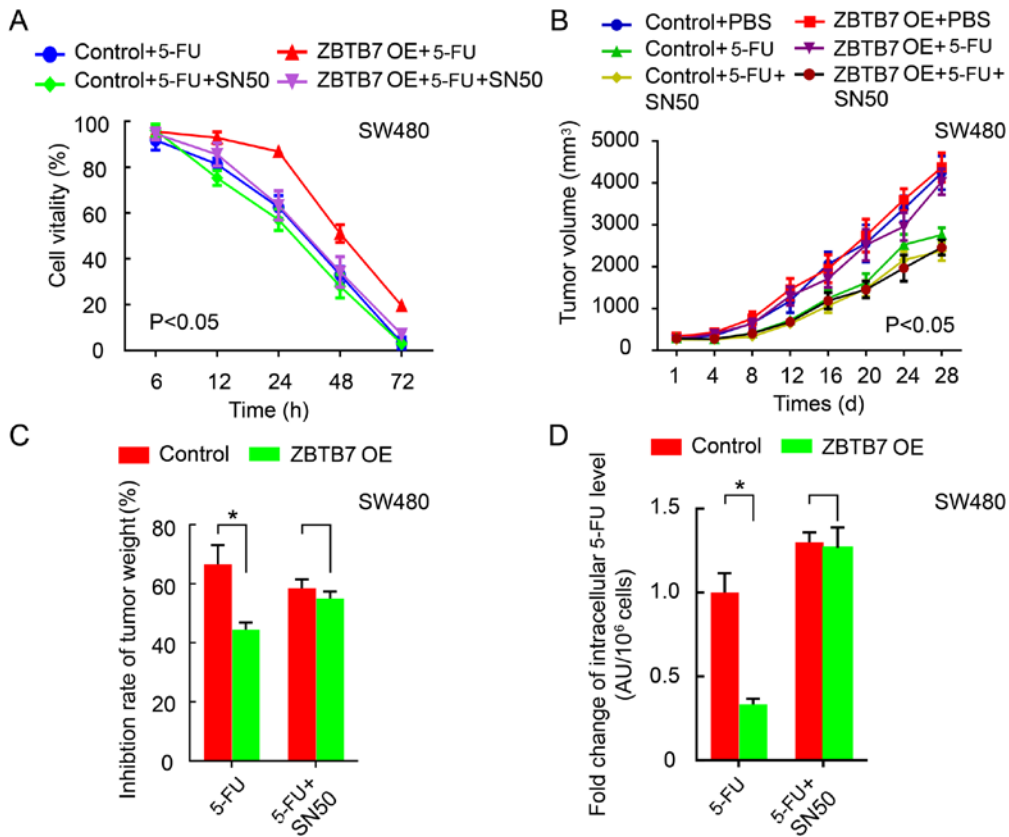 A
Control+5-FU
ZBTB7 OE+5-FU
Control+5-FU+SN50
ZBTB7 OE+5-FU+SN50
SW480
Cell vitality (%)
100
80
60
40
20
0
P<0.05
6 12 24 48 72
Time (h)
B
Control+PBS
ZBTB7 OE+PBS
Control+5-FU
ZBTB7 OE+5-FU
Control+5-FU+
SN50
ZBTB7 OE+5-FU+
SN50
SW480
Tumor volume (mm³)
5000
4000
3000
2000
1000
0
P<0.05
1 4 8 12 16 20 24 28
Times (d)
C
Control
ZBTB7 OE
SW480
Inhibtion rate of tumor weight(%)
80
60
40
20
0
*
5-FU
5-FU+
SN50
D
Control
ZBTB7 OE
SW480
Fold change of intracellular 5-FU level
(AU/10⁶ cells)
1.5
1.0
0.5
0
*
5-FU
5-FU+
SN50